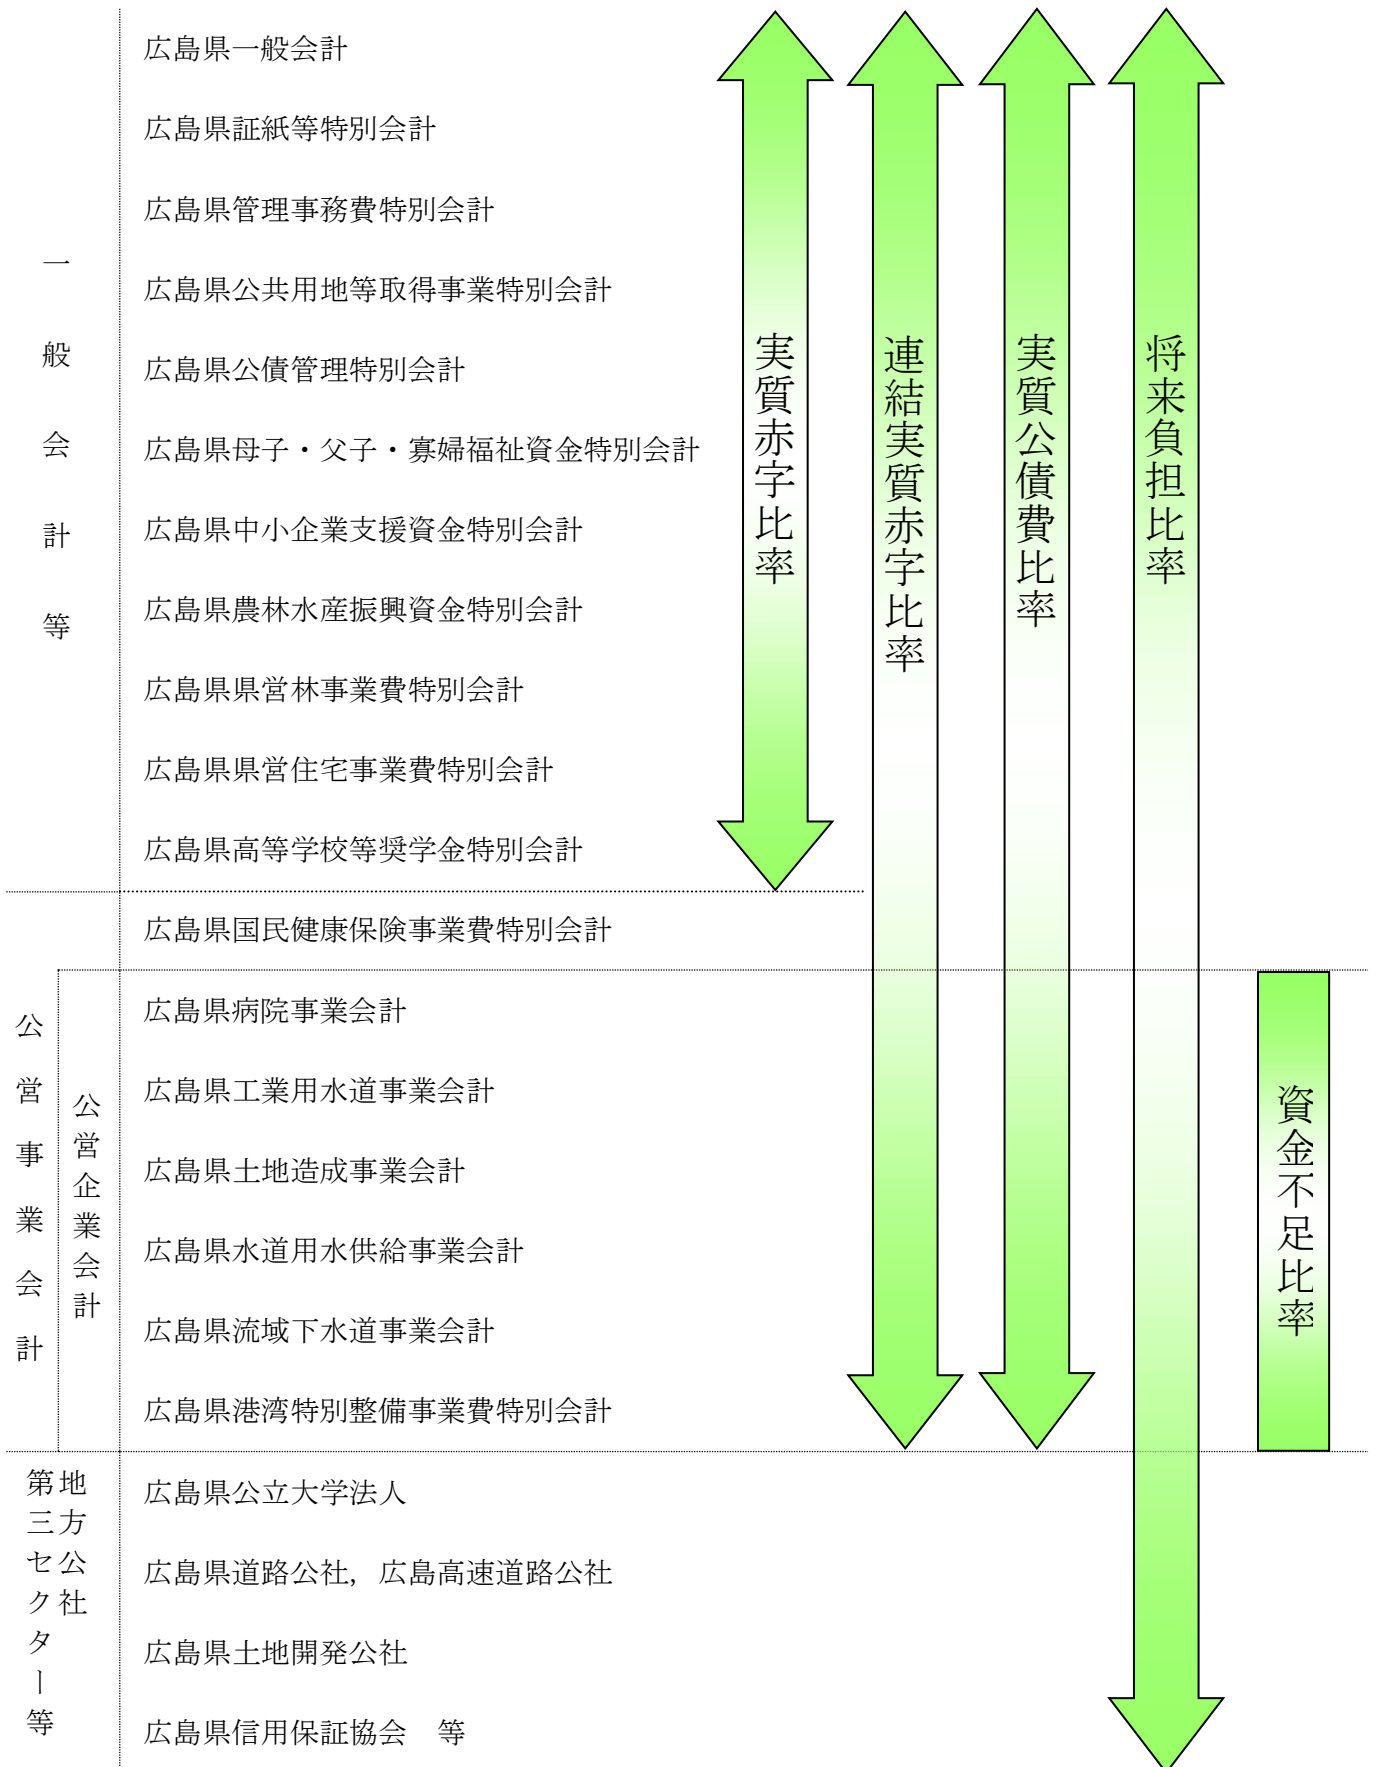 一般会計等
広島県一般会計
広島県証紙等特別会計
広島県管理事務費特別会計
広島県公共用地等取得事業特別会計
広島県公債管理特別会計
広島県母子・父子・寡婦福祉資金特別会計
広島県中小企業支援資金特別会計
広島県農林水産振興資金特別会計
広島県県営林事業費特別会計
広島県県営住宅事業費特別会計
広島県高等学校等奨学金特別会計
実質赤字比率
連結実質赤字比率
実質公債費比率
将来負担比率
公営事業会計
広島県国民健康保険事業費特別会計
公営企業会計
広島県病院事業会計
広島県工業用水道事業会計
広島県土地造成事業会計
広島県水道用水供給事業会計
広島県流域下水道事業会計
広島県港湾特別整備事業費特別会計
資金不足比率
地方公社
第三セクター等
広島県公立大学法人
広島県道路公社，広島高速道路公社
広島県土地開発公社
広島県信用保証協会　等